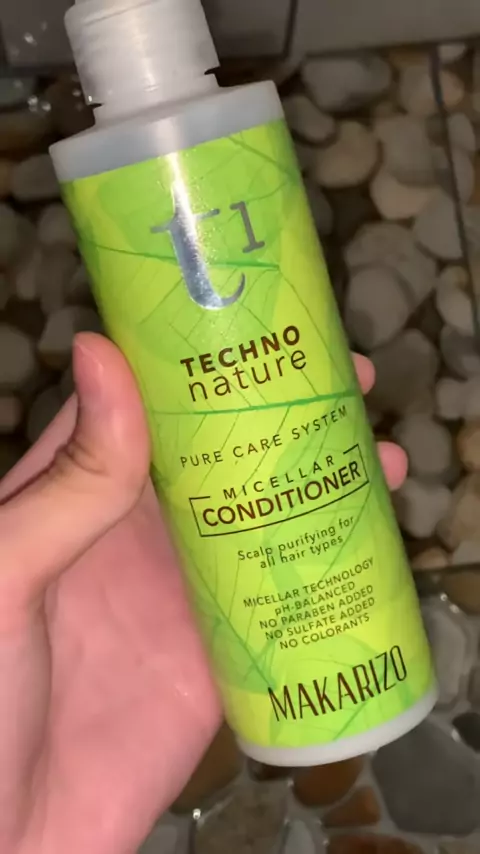 t1
TECHNO
nature
PURE CARE SYSTEM
MICELLAR
CONDITIONER
Scalp purifying for
all hair types
MICELLAR TECHNOLOGY
pH-BALANCED
NO PARABEN ADDED
NO SULFATE ADDED
NO COLORANTS
MAKARIZO